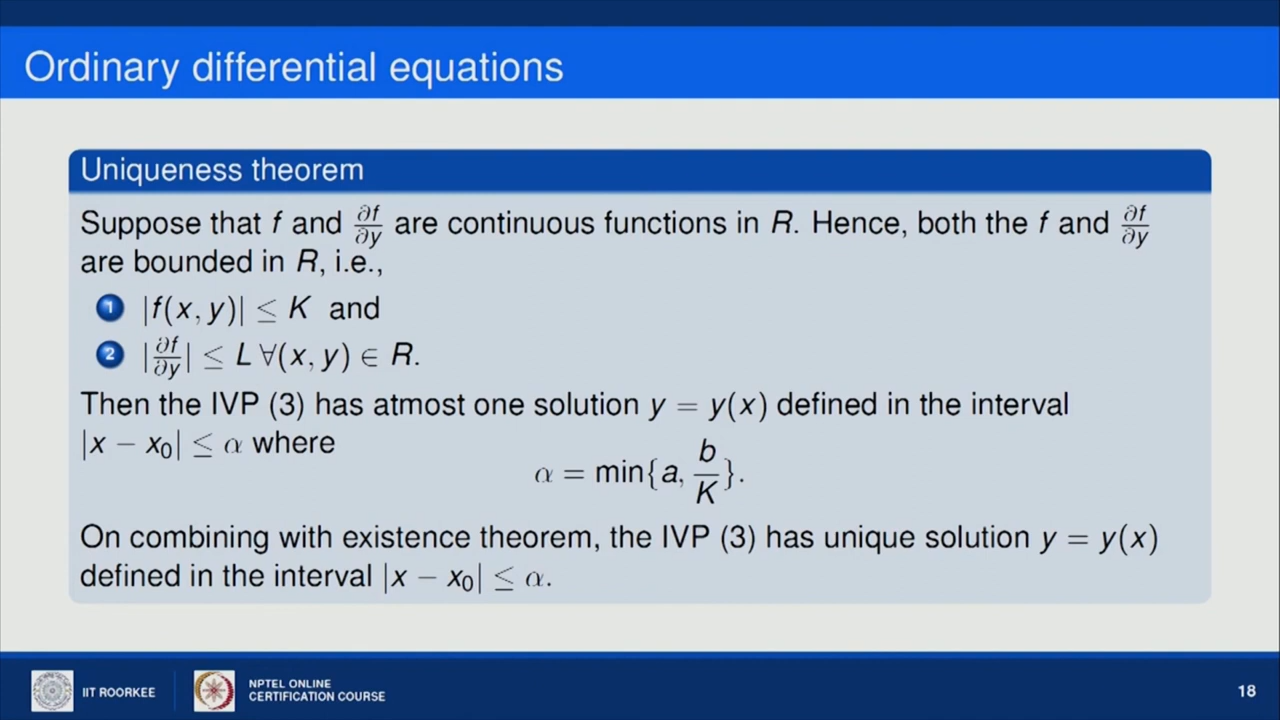 Ordinary differential equations
Uniqueness theorem
Suppose that f and ∂f/∂y are continuous functions in R. Hence, both the f and ∂f/∂y
are bounded in R, i.e.,
1 |f(x, y)| ≤ K and
2 |∂f/∂y| ≤ L ∀(x, y) ∈ R.
Then the IVP (3) has atmost one solution y = y(x) defined in the interval
|x − x₀| ≤ α where
α = min{a, b/K}.
On combining with existence theorem, the IVP (3) has unique solution y = y(x)
defined in the interval |x − x₀| ≤ α.
IIT ROORKEE
NPTEL ONLINE
CERTIFICATION COURSE
18